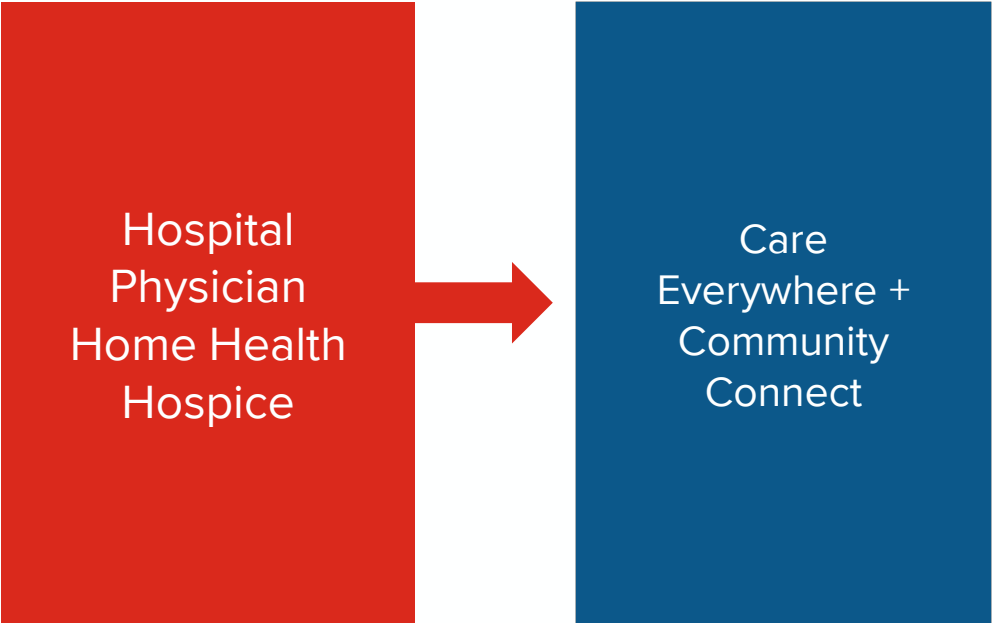 Hospital
Physician
Home Health
Hospice
Care
Everywhere +
Community
Connect